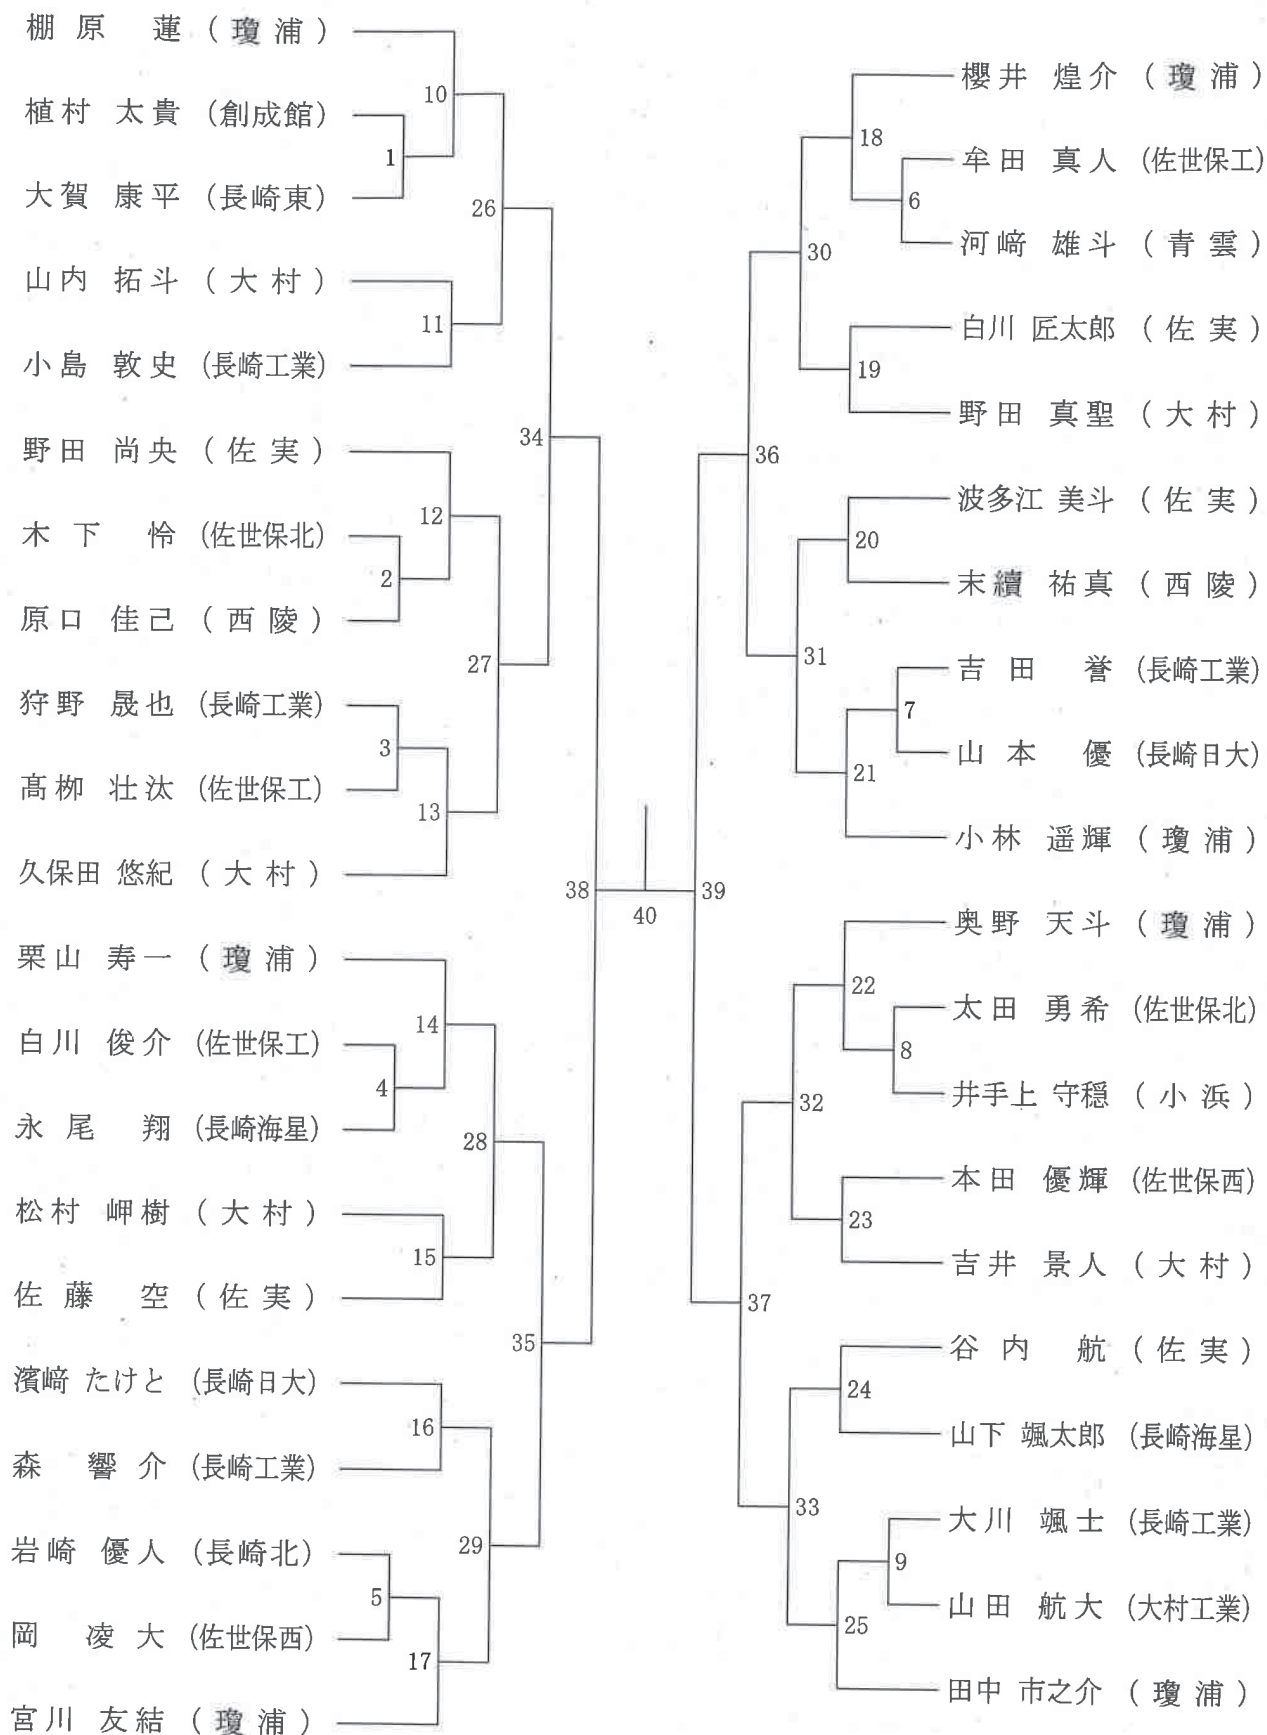 棚原 蓮 (瓊浦)
植村 太貴 (創成館)
大賀 康平 (長崎東)
山内 拓斗 (大村)
小島 敦史 (長崎工業)
野田 尚央 (佐実)
木下 怜 (佐世保北)
原口 佳己 (西陵)
狩野 晟也 (長崎工業)
髙栁 壮汰 (佐世保工)
久保田 悠紀 (大村)
栗山 寿一 (瓊浦)
白川 俊介 (佐世保工)
永尾 翔 (長崎海星)
松村 岬樹 (大村)
佐藤 空 (佐実)
濱﨑 たけと (長崎日大)
森 響介 (長崎工業)
岩崎 優人 (長崎北)
岡 凌大 (佐世保西)
宮川 友結 (瓊浦)
1
2
3
4
5
10
11
12
13
14
15
16
17
26
27
28
29
34
35
38
40
39
36
37
30
31
32
33
18
19
20
21
22
23
24
25
6
7
8
9
櫻井 煌介 (瓊浦)
牟田 真人 (佐世保工)
河﨑 雄斗 (青雲)
白川 匠太郎 (佐実)
野田 真聖 (大村)
波多江 美斗 (佐実)
末續 祐真 (西陵)
吉田 誉 (長崎工業)
山本 優 (長崎日大)
小林 遥輝 (瓊浦)
奥野 天斗 (瓊浦)
太田 勇希 (佐世保北)
井手上 守穏 (小浜)
本田 優輝 (佐世保西)
吉井 景人 (大村)
谷内 航 (佐実)
山下 颯太郎 (長崎海星)
大川 颯士 (長崎工業)
山田 航大 (大村工業)
田中 市之介 (瓊浦)